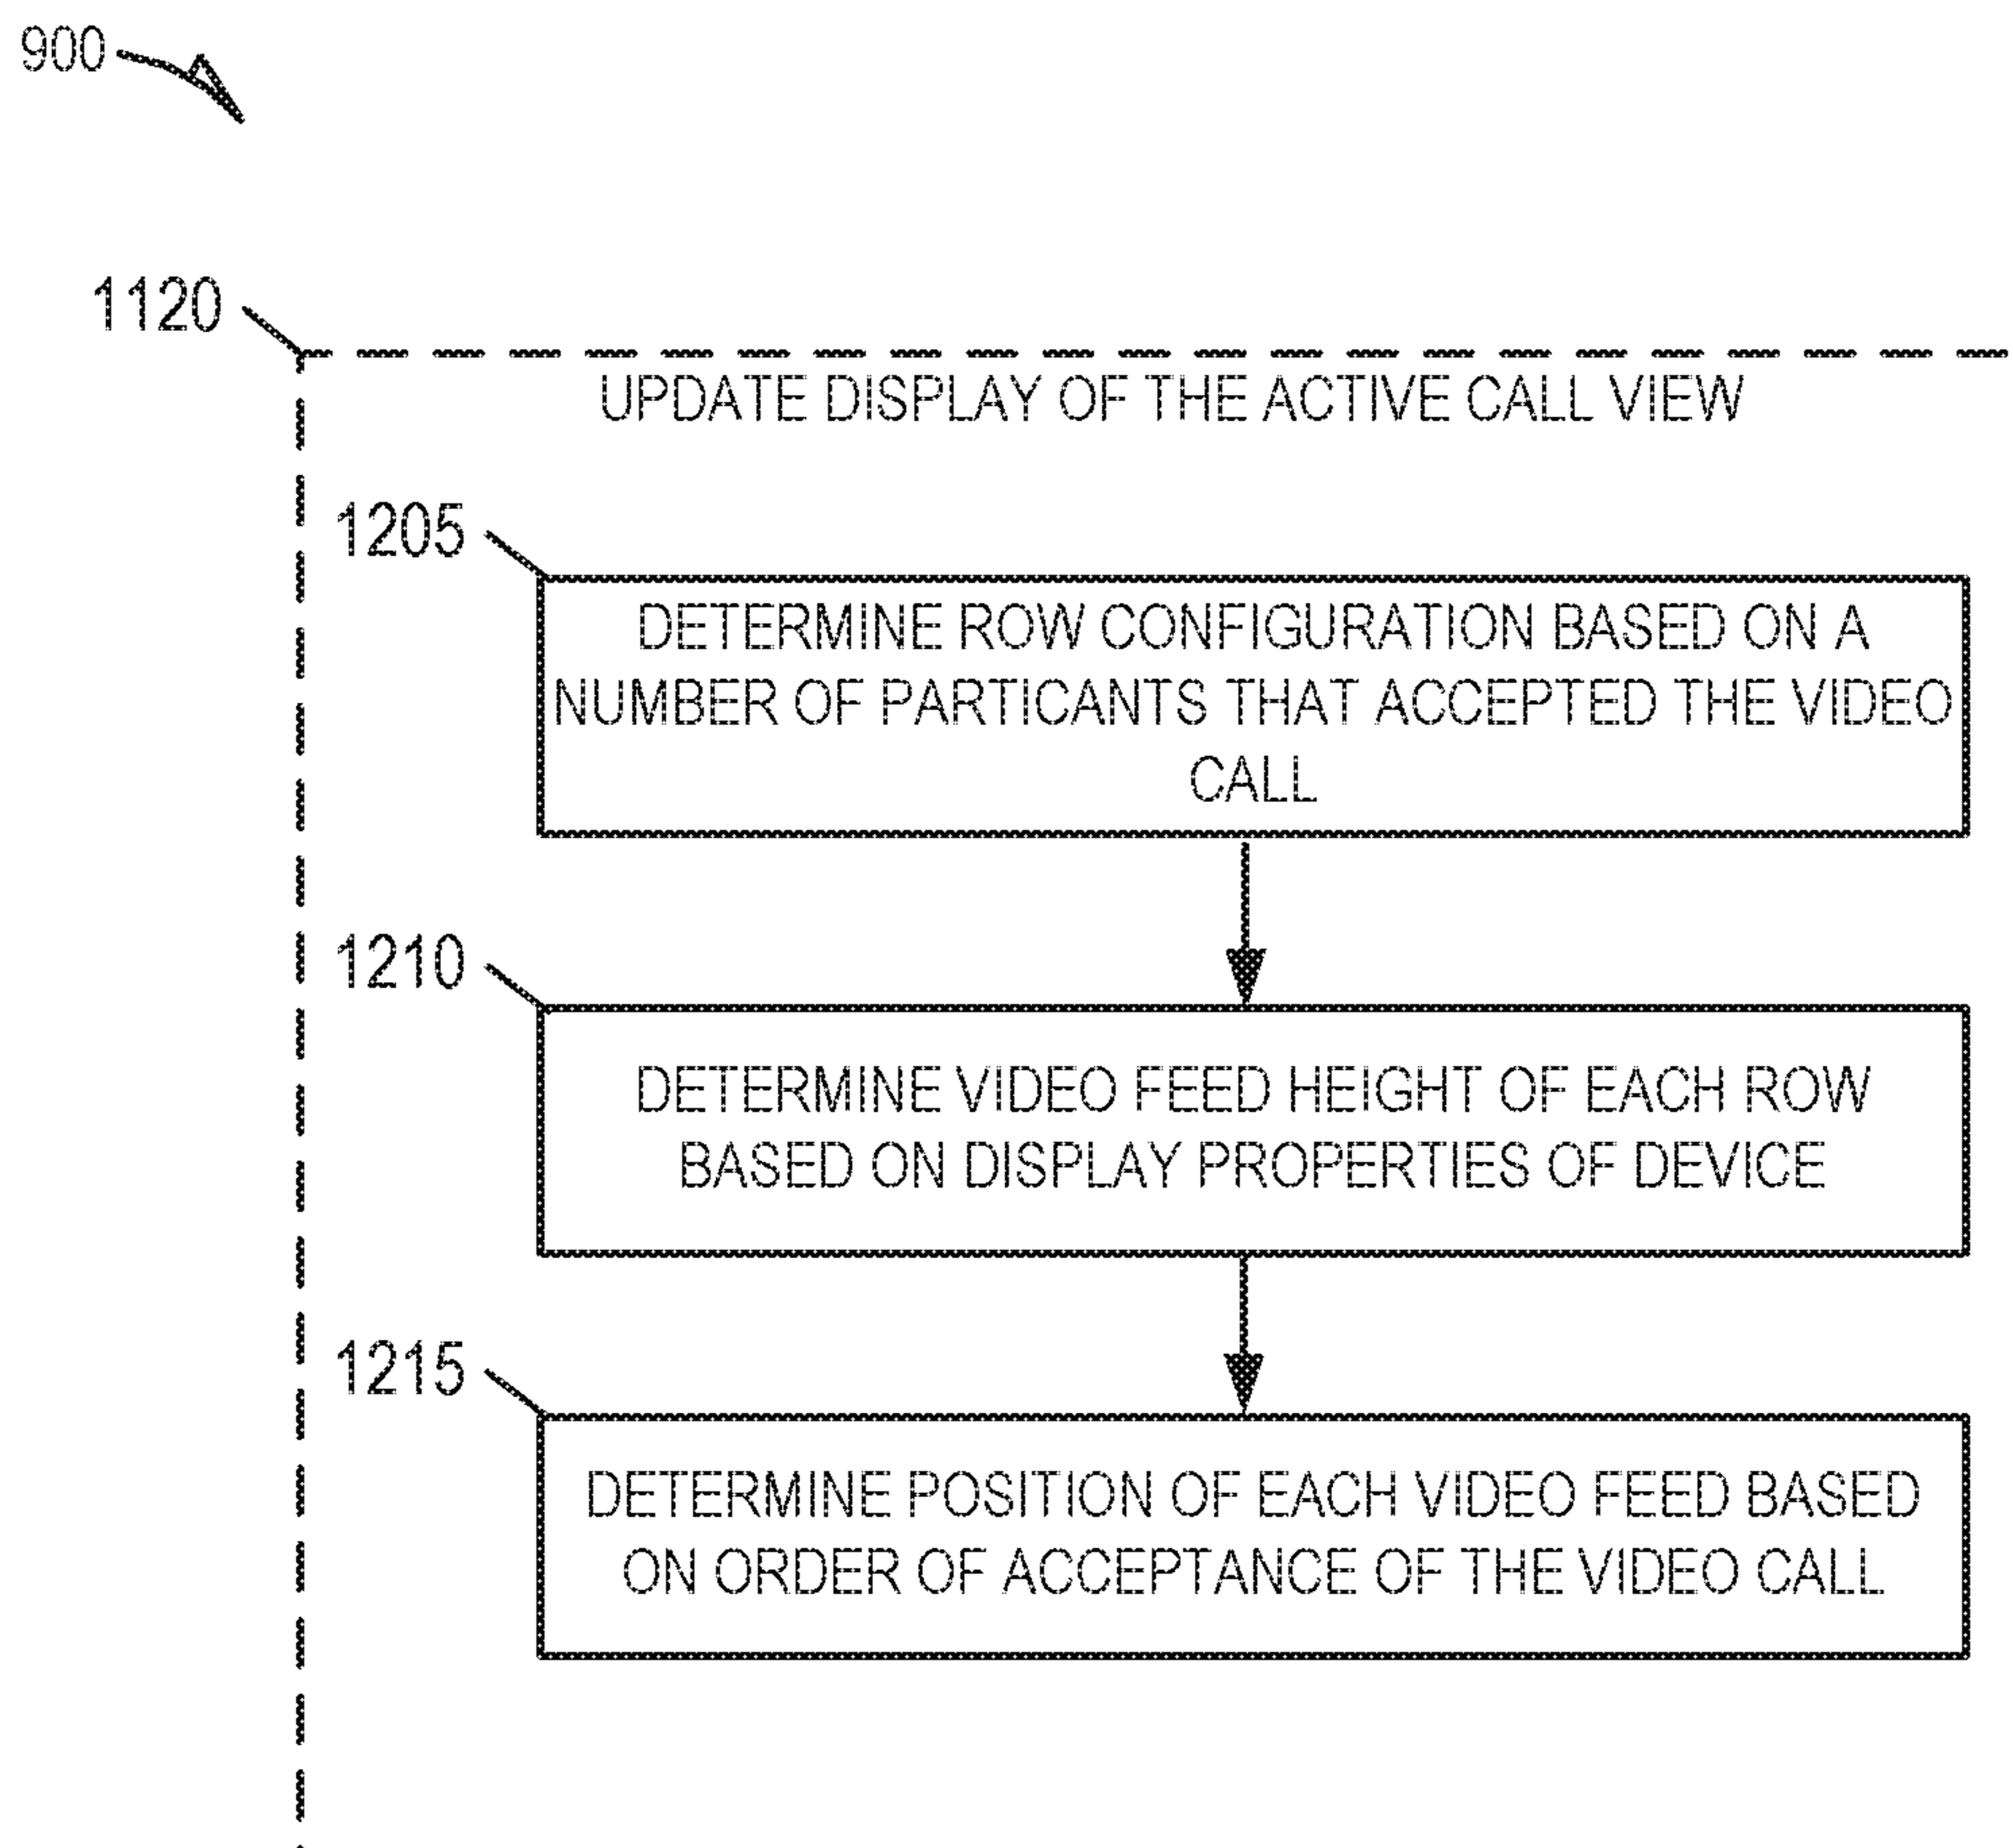 900
1120
UPDATE DISPLAY OF THE ACTIVE CALL VIEW
1205
DETERMINE ROW CONFIGURATION BASED ON A
NUMBER OF PARTICANTS THAT ACCEPTED THE VIDEO
CALL
1210
DETERMINE VIDEO FEED HEIGHT OF EACH ROW
BASED ON DISPLAY PROPERTIES OF DEVICE
1215
DETERMINE POSITION OF EACH VIDEO FEED BASED
ON ORDER OF ACCEPTANCE OF THE VIDEO CALL